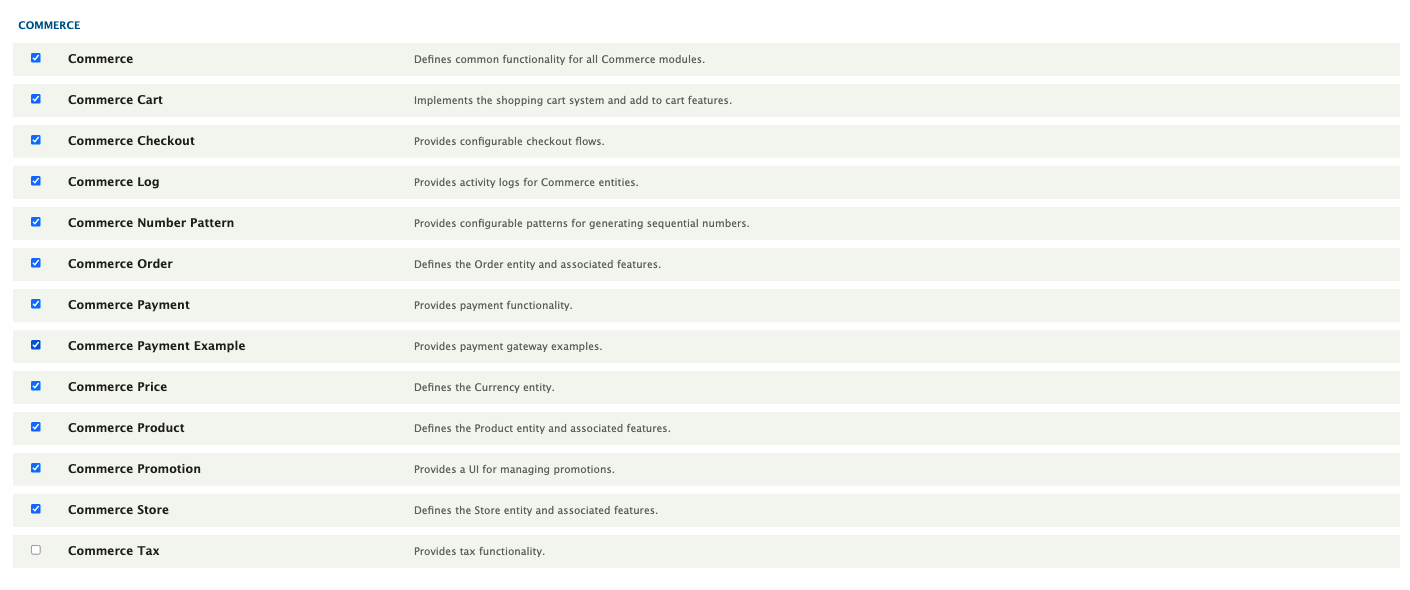 COMMERCE
Commerce Defines common functionality for all Commerce modules.
Commerce Cart Implements the shopping cart system and add to cart features.
Commerce Checkout Provides configurable checkout flows.
Commerce Log Provides activity logs for Commerce entities.
Commerce Number Pattern Provides configurable patterns for generating sequential numbers.
Commerce Order Defines the Order entity and associated features.
Commerce Payment Provides payment functionality.
Commerce Payment Example Provides payment gateway examples.
Commerce Price Defines the Currency entity.
Commerce Product Defines the Product entity and associated features.
Commerce Promotion Provides a UI for managing promotions.
Commerce Store Defines the Store entity and associated features.
Commerce Tax Provides tax functionality.